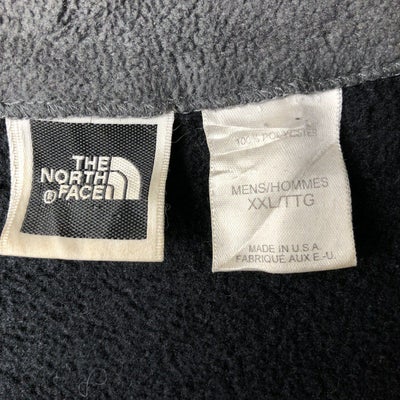 THE
NORTH
FACE
®
100% POLYESTER
MENS/HOMMES
XXL/TTG
MADE IN U.S.A.
FABRIQUE AUX E.-U.